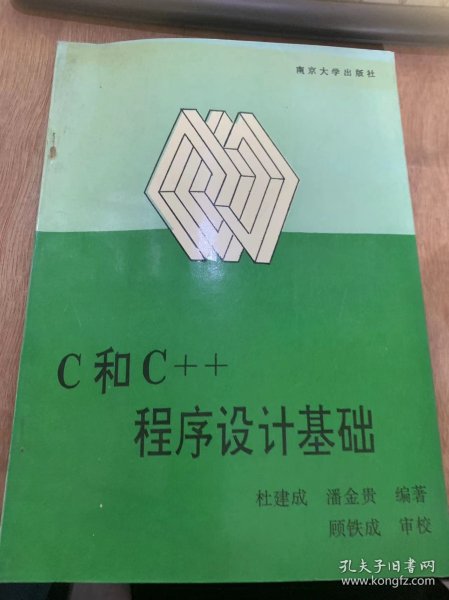 南京大学出版社
C和C++
程序设计基础
杜建成 潘金贵 编著
顾铁成 审校
孔夫子旧书网
www.kongfz.com